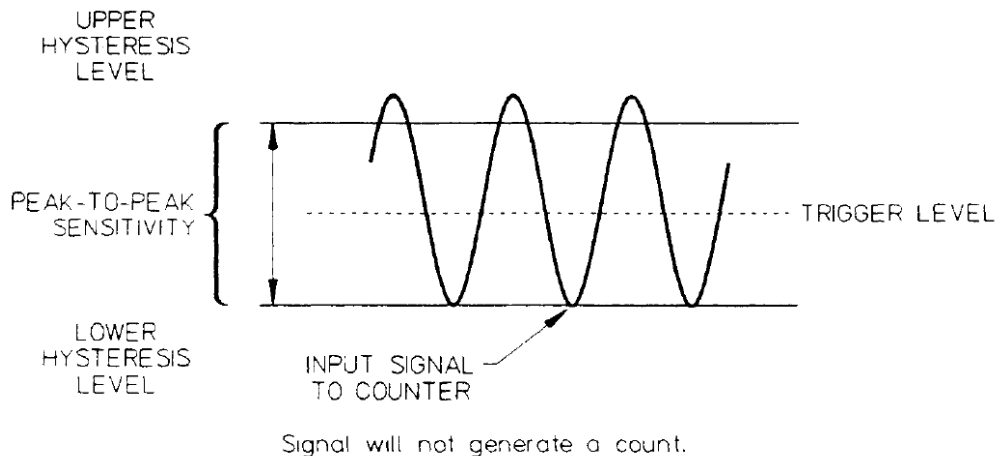 UPPER
HYSTERESIS
LEVEL
PEAK-TO-PEAK
SENSITIVITY
TRIGGER LEVEL
LOWER
HYSTERESIS
LEVEL
INPUT SIGNAL
TO COUNTER
Signal will not generate a count.